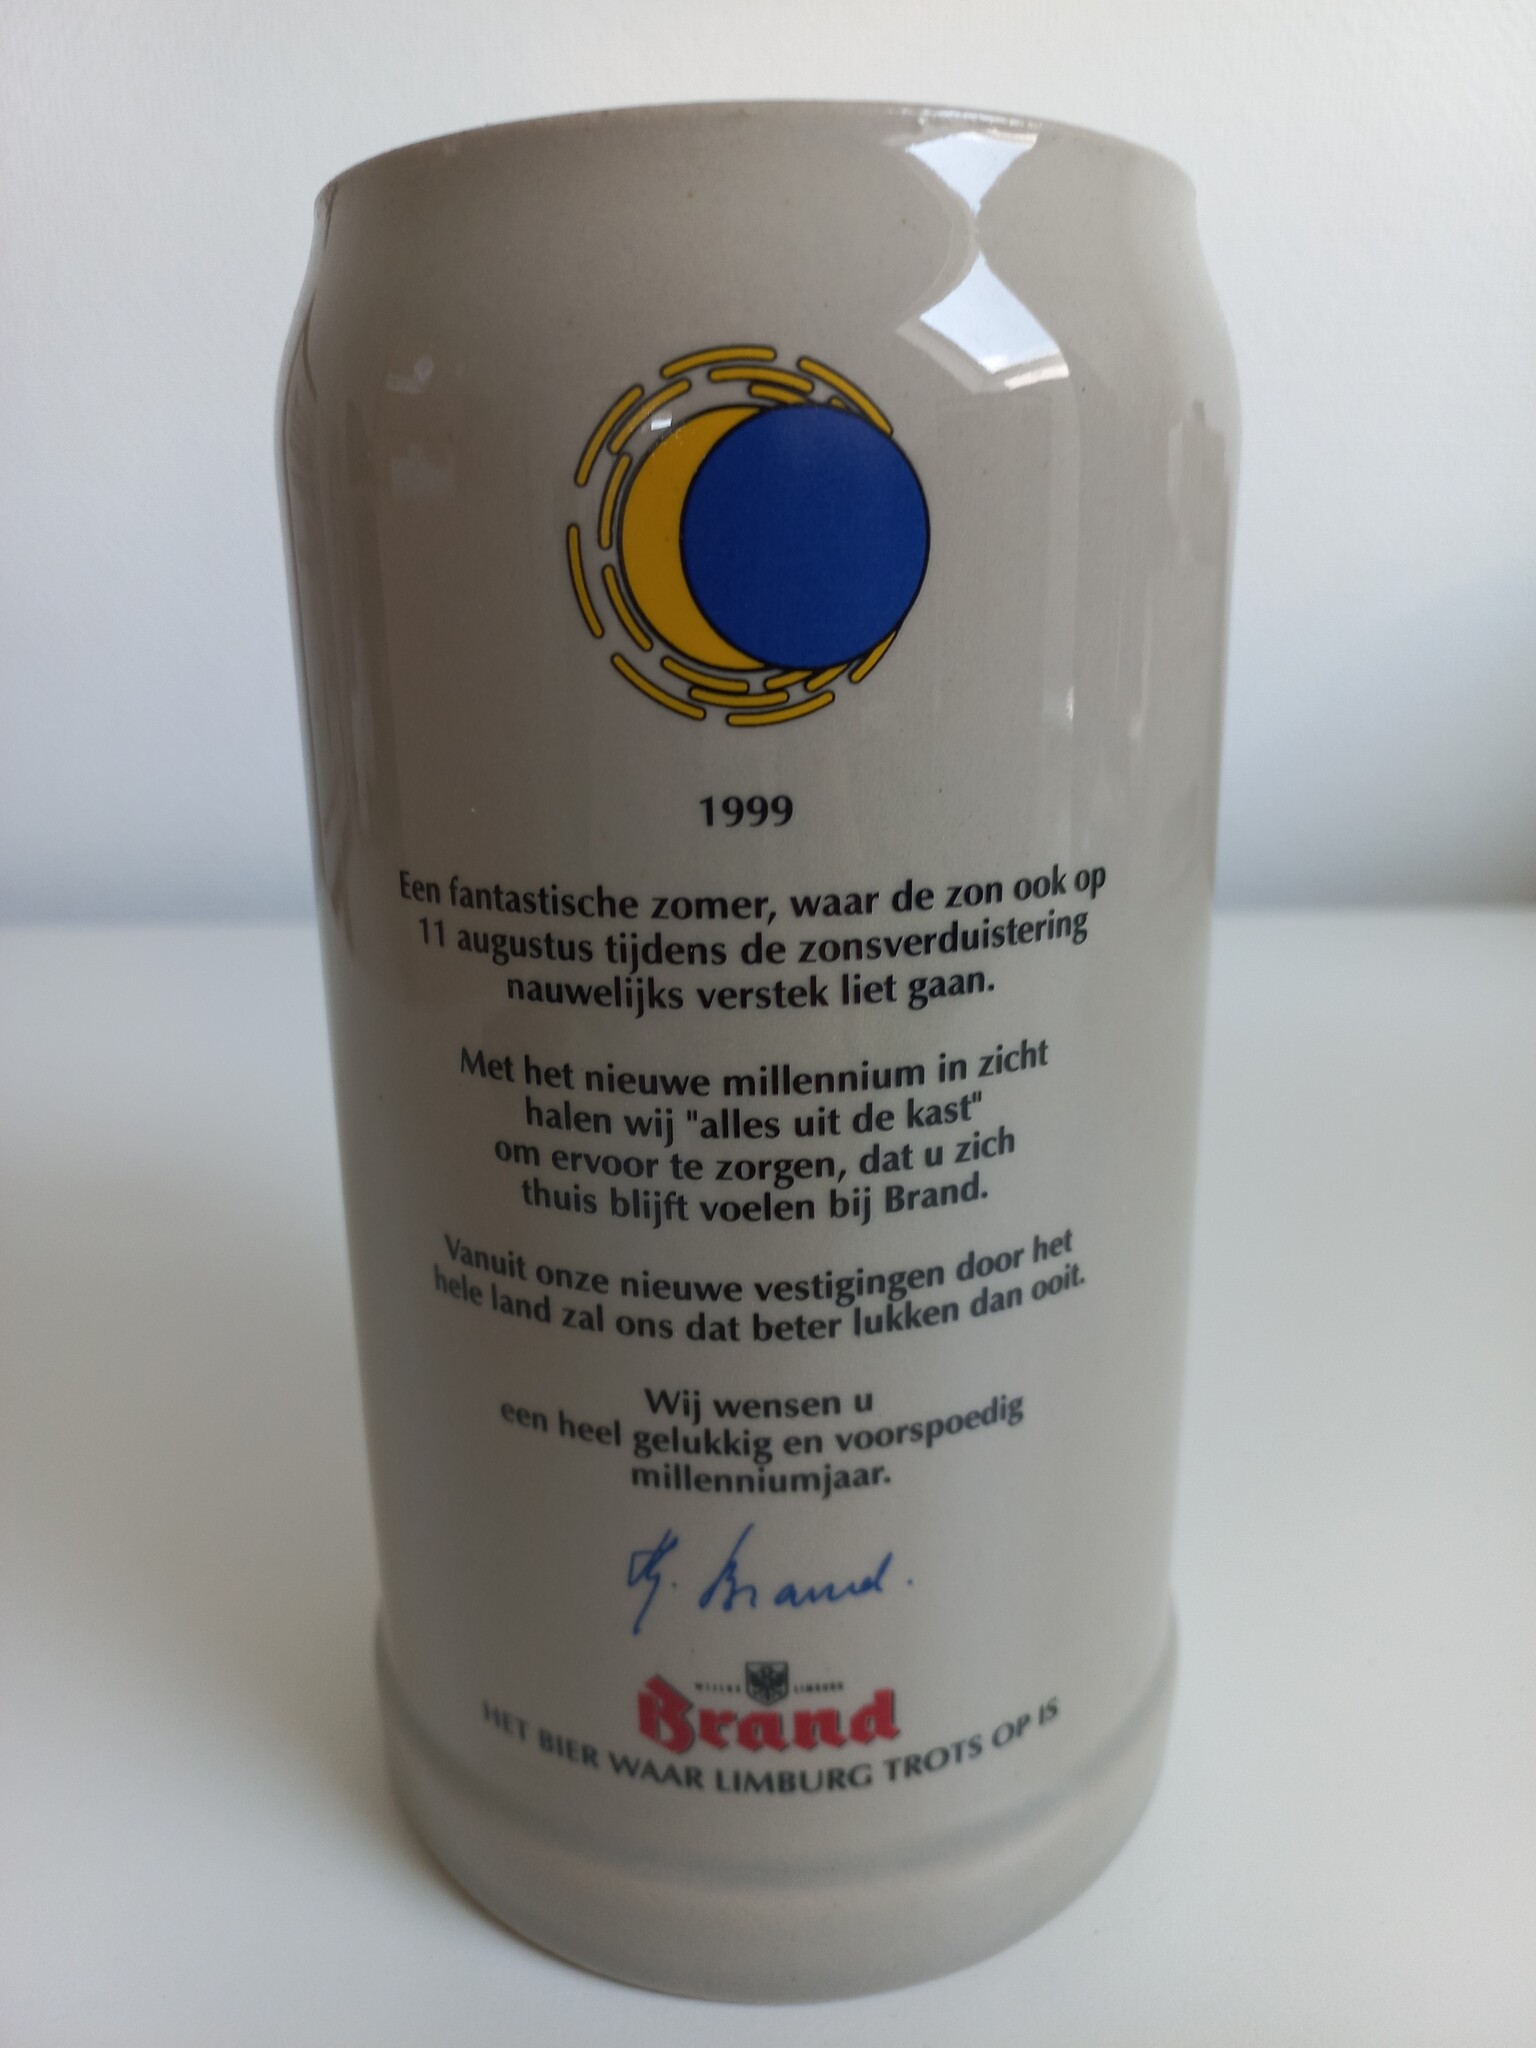 1999
Een fantastische zomer, waar de zon ook op
11 augustus tijdens de zonsverduistering
nauwelijks verstek liet gaan.
Met het nieuwe millennium in zicht
halen wij "alles uit de kast"
om ervoor te zorgen, dat u zich
thuis blijft voelen bij Brand.
Vanuit onze nieuwe vestigingen door het
hele land zal ons dat beter lukken dan ooit.
Wij wensen u
een heel gelukkig en voorspoedig
millenniumjaar.
Brand.
LIMBURG
Brand
HET BIER WAAR LIMBURG TROTS OP IS